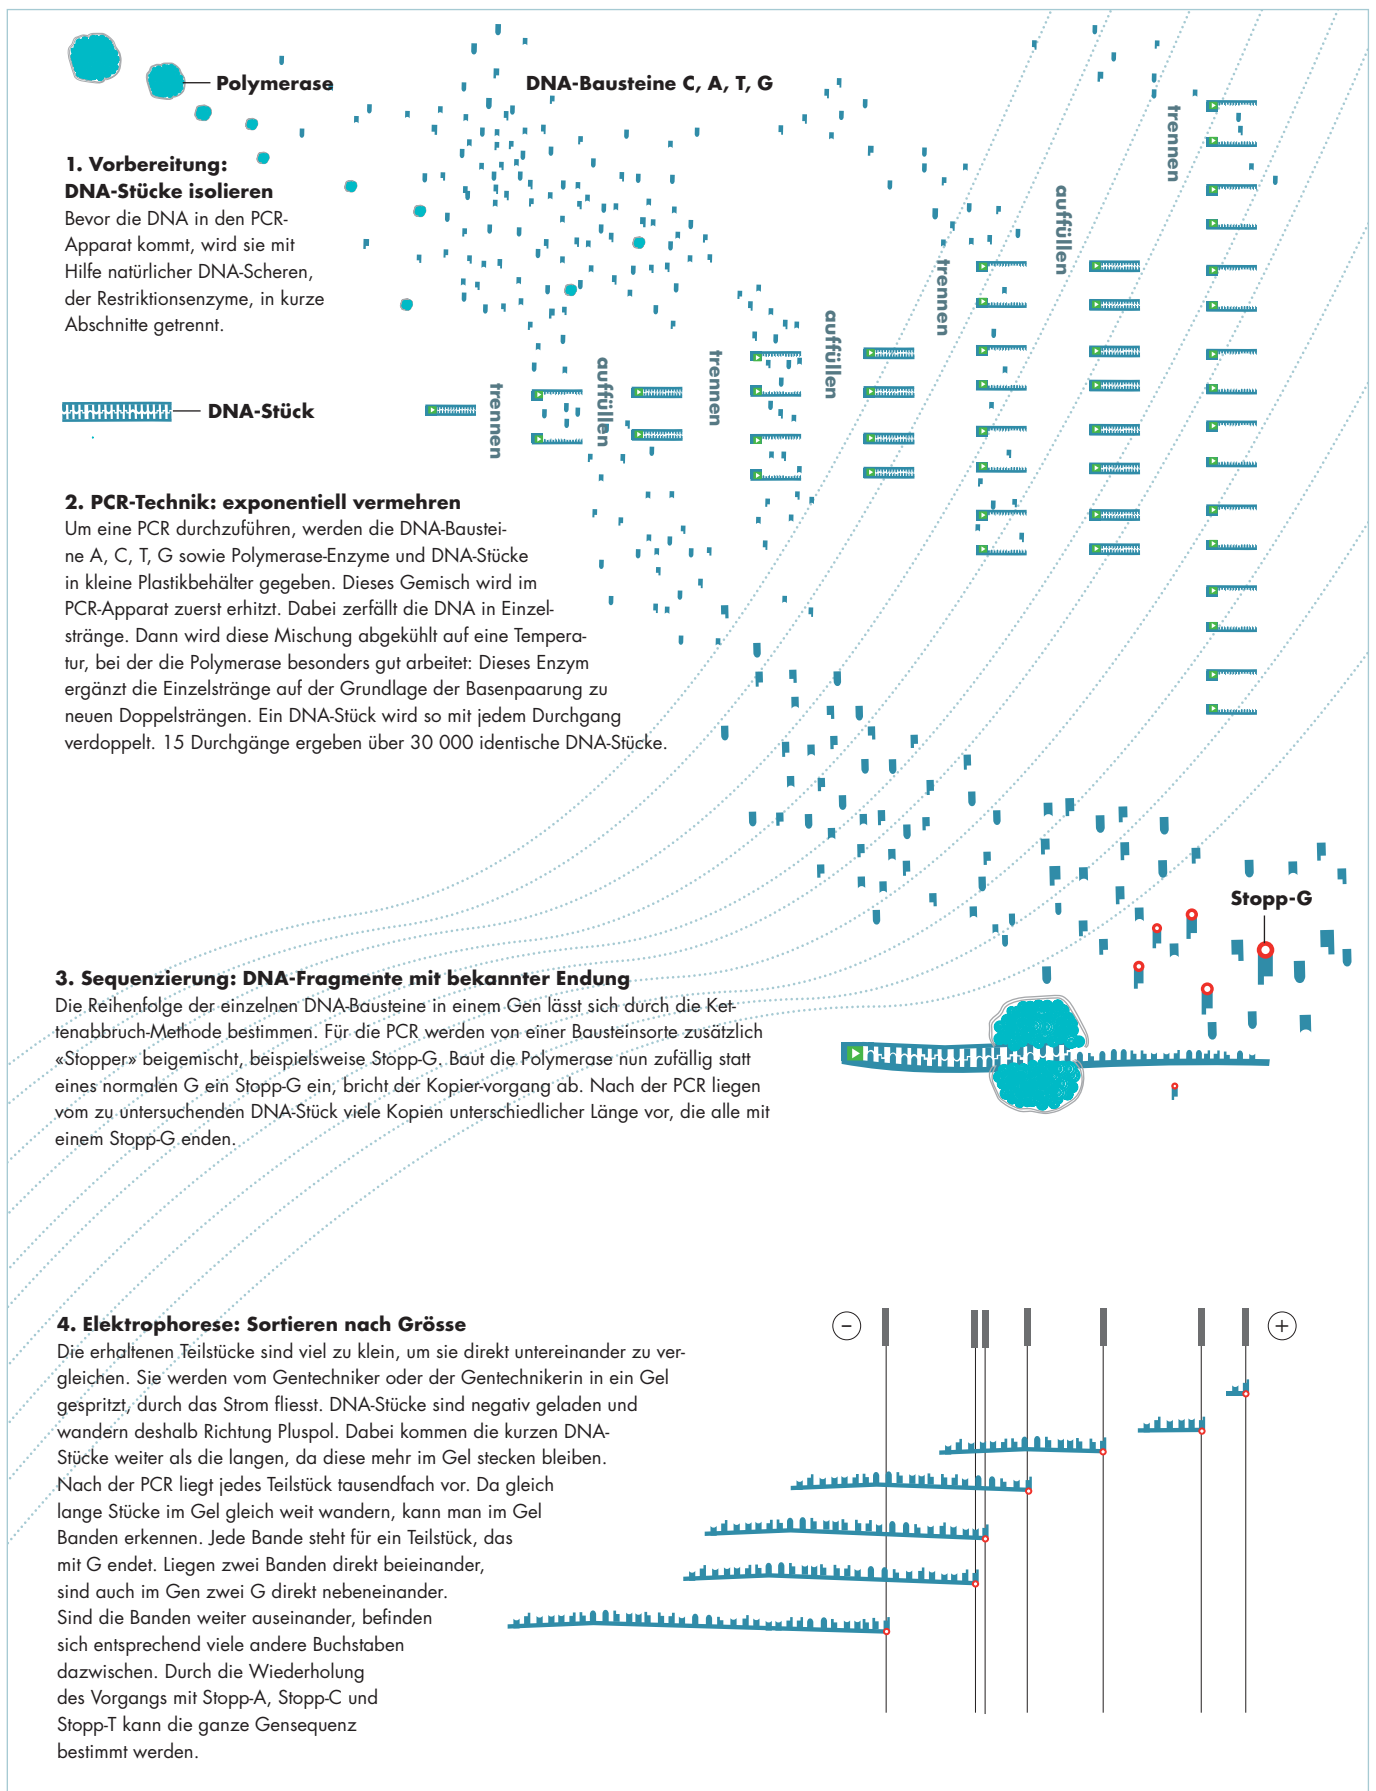 Polymerase
DNA-Bausteine C, A, T, G
1. Vorbereitung:
DNA-Stücke isolieren
Bevor die DNA in den PCR-
Apparat kommt, wird sie mit
Hilfe natürlicher DNA-Scheren,
der Restriktionsenzyme, in kurze
Abschnitte getrennt.
DNA-Stück
trennen
auffüllen
trennen
auffüllen
trennen
auffüllen
trennen
2. PCR-Technik: exponentiell vermehren
Um eine PCR durchzuführen, werden die DNA-Baustei-
ne A, C, T, G sowie Polymerase-Enzyme und DNA-Stücke
in kleine Plastikbehälter gegeben. Dieses Gemisch wird im
PCR-Apparat zuerst erhitzt. Dabei zerfällt die DNA in Einzel-
stränge. Dann wird diese Mischung abgekühlt auf eine Tempera-
tur, bei der die Polymerase besonders gut arbeitet: Dieses Enzym
ergänzt die Einzelstränge auf der Grundlage der Basenpaarung zu
neuen Doppelsträngen. Ein DNA-Stück wird so mit jedem Durchgang
verdoppelt. 15 Durchgänge ergeben über 30 000 identische DNA-Stücke.
Stopp-G
3. Sequenzierung: DNA-Fragmente mit bekannter Endung
Die Reihenfolge der einzelnen DNA-Bausteine in einem Gen lässt sich durch die Ket-
tenabbruch-Methode bestimmen. Für die PCR werden von einer Bausteinsorte zusätzlich
«Stopper» beigemischt, beispielsweise Stopp-G. Baut die Polymerase nun zufällig statt
eines normalen G ein Stopp-G ein, bricht der Kopier-vorgang ab. Nach der PCR liegen
vom zu untersuchenden DNA-Stück viele Kopien unterschiedlicher Länge vor, die alle mit
einem Stopp-G enden.
4. Elektrophorese: Sortieren nach Grösse
Die erhaltenen Teilstücke sind viel zu klein, um sie direkt untereinander zu ver-
gleichen. Sie werden vom Gentechniker oder der Gentechnikerin in ein Gel
gespritzt, durch das Strom fliesst. DNA-Stücke sind negativ geladen und
wandern deshalb Richtung Pluspol. Dabei kommen die kurzen DNA-
Stücke weiter als die langen, da diese mehr im Gel stecken bleiben.
Nach der PCR liegt jedes Teilstück tausendfach vor. Da gleich
lange Stücke im Gel gleich weit wandern, kann man im Gel
Banden erkennen. Jede Bande steht für ein Teilstück, das
mit G endet. Liegen zwei Banden direkt beieinander,
sind auch im Gen zwei G direkt nebeneinander.
Sind die Banden weiter auseinander, befinden
sich entsprechend viele andere Buchstaben
dazwischen. Durch die Wiederholung
des Vorgangs mit Stopp-A, Stopp-C und
Stopp-T kann die ganze Gensequenz
bestimmt werden.
−
+